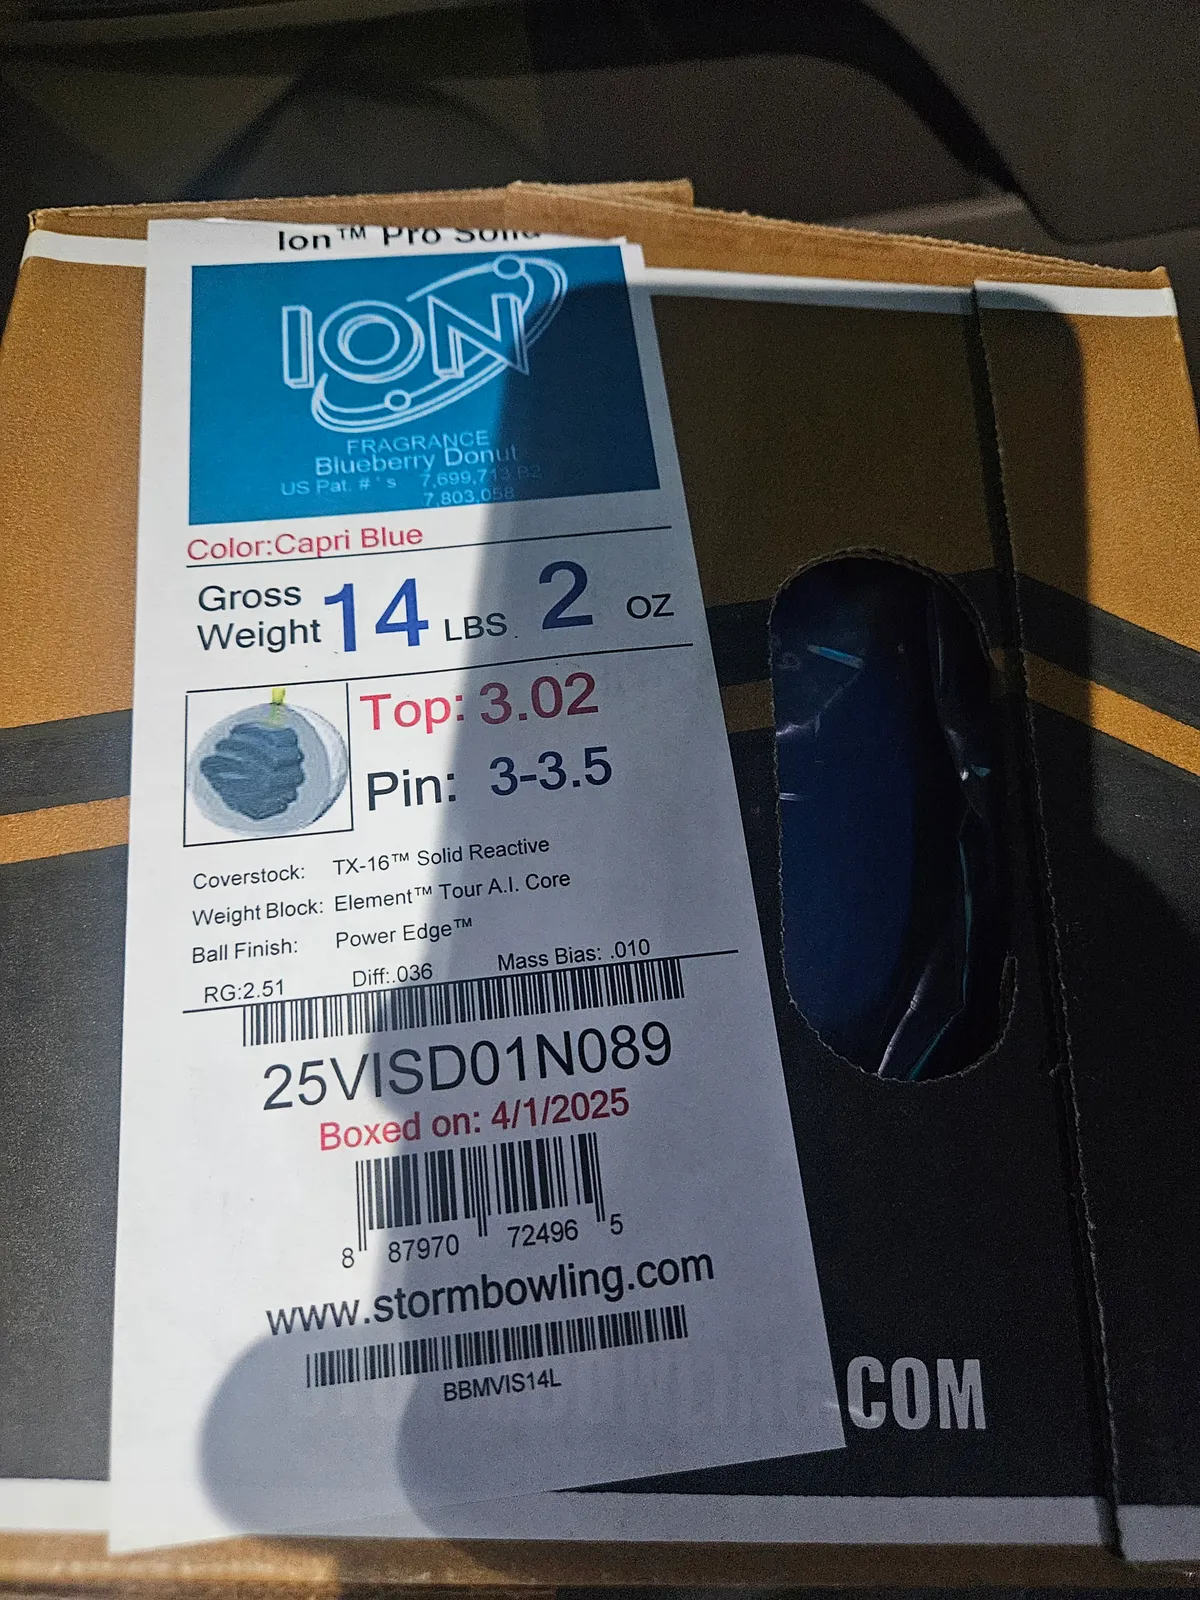 Ion™ Pro Solid
ION
FRAGRANCE
Blueberry Donut
US Pat. # ' s 7,699,713 B2
7,803,058
Color:Capri Blue
Gross Weight 14 LBS. 2 OZ
Top: 3.02
Pin: 3-3.5
Coverstock: TX-16™ Solid Reactive
Weight Block: Element™ Tour A.I. Core
Ball Finish: Power Edge™
RG:2.51 Diff:.036 Mass Bias: .010
25VISD01N089
Boxed on: 4/1/2025
8 87970 72496 5
www.stormbowling.com
BBMVIS14L
.COM